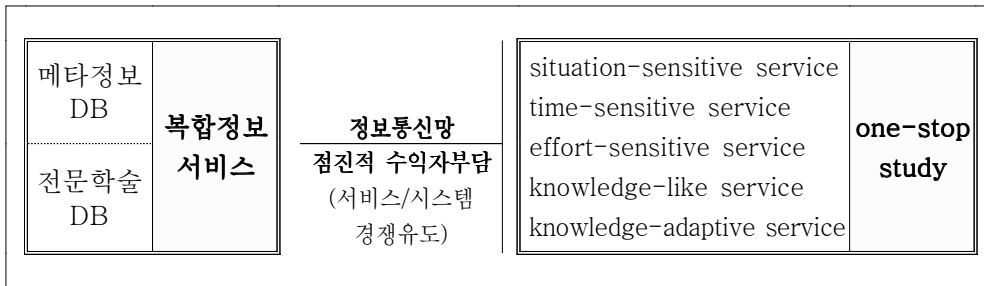 메타정보
DB
전문학술
DB
복합정보
서비스
정보통신망
점진적 수익자부담
(서비스/시스템
경쟁유도)
situation-sensitive service
time-sensitive service
effort-sensitive service
knowledge-like service
knowledge-adaptive service
one-stop
study